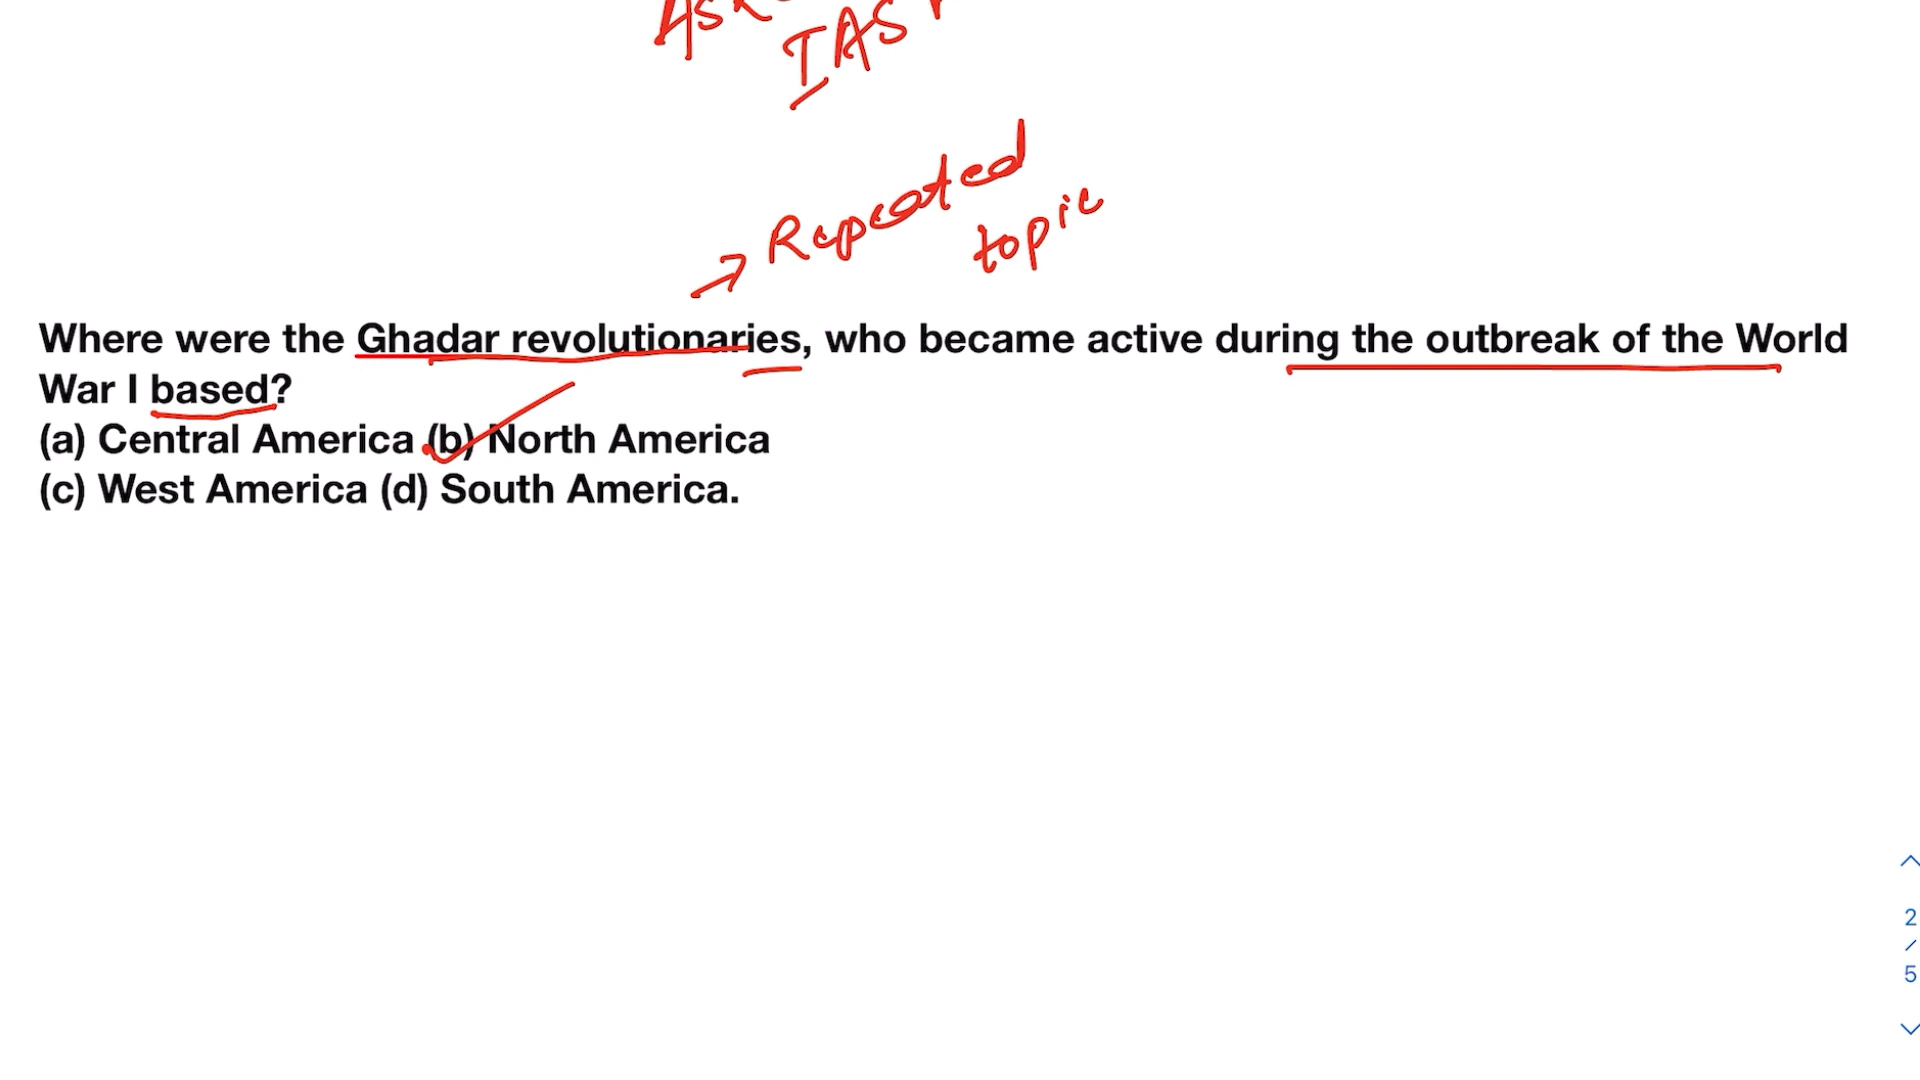 IAS
→ Repeated
topic
Where were the Ghadar revolutionaries, who became active during the outbreak of the World
War I based?
(a) Central America (b) North America
(c) West America (d) South America.
2
/
5